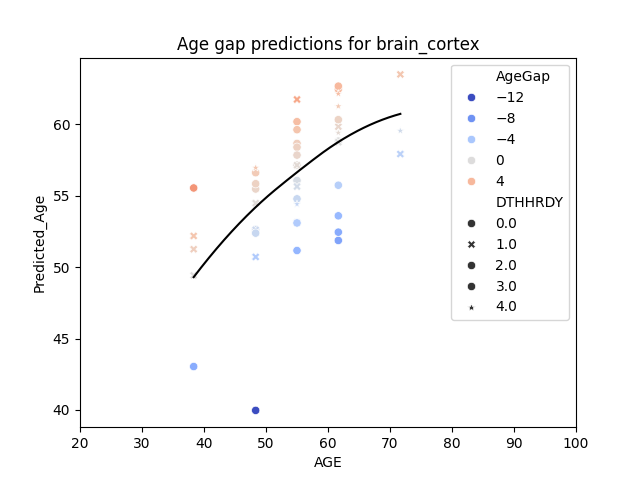 Age gap predictions for brain_cortex
Predicted_Age
60
55
50
45
40
20 30 40 50 60 70 80 90 100
AGE
AgeGap
−12
−8
−4
0
4
DTHHRDY
0.0
1.0
2.0
3.0
4.0